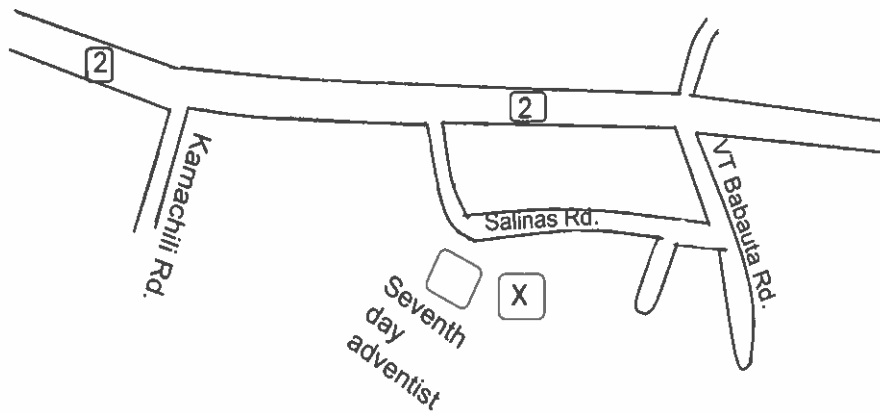 2
2
Kamachili Rd.
Salinas Rd.
VT Babauta Rd.
X
Seventh
day
adventist